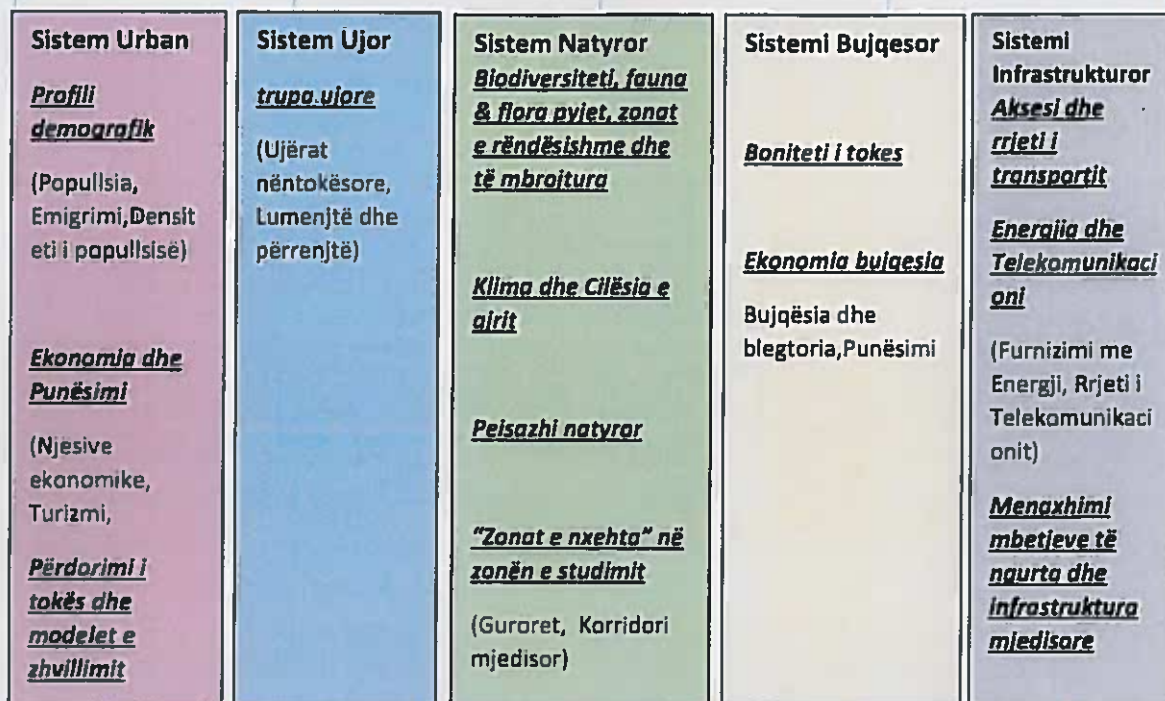 Sistem Urban
Profili
demografik
(Popullsia,
Emigrimi,Densit
eti i popullsisë)
Ekonomia dhe
Punësimi
(Njesive
ekonomike,
Turizmi,
Përdorimi i
tokës dhe
modelet e
zhvillimit
Sistem Ujor
trupa.ujore
(Ujërat
nëntokësore,
Lumenjtë dhe
përrenjtë)
Sistem Natyror
Biodiversiteti, fauna
& flora pyjet, zonat
e rëndësishme dhe
të mbrojtura
Klima dhe Cilësia e
ajrit
Peisazhi natyror
"Zonat e nxehta" në
zonën e studimit
(Guroret, Korridori
mjedisor)
Sistemi Bujqesor
Boniteti i tokes
Ekonomia bujqesia
Bujqësia dhe
blegtoria,Punësimi
Sistemi
Infrastrukturor
Aksesi dhe
rrjeti i
transportit
Energjia dhe
Telekomunikaci
oni
(Furnizimi me
Energji, Rrjeti i
Telekomunikaci
onit)
Menaxhimi
mbetjeve të
ngurta dhe
infrastruktura
mjedisore